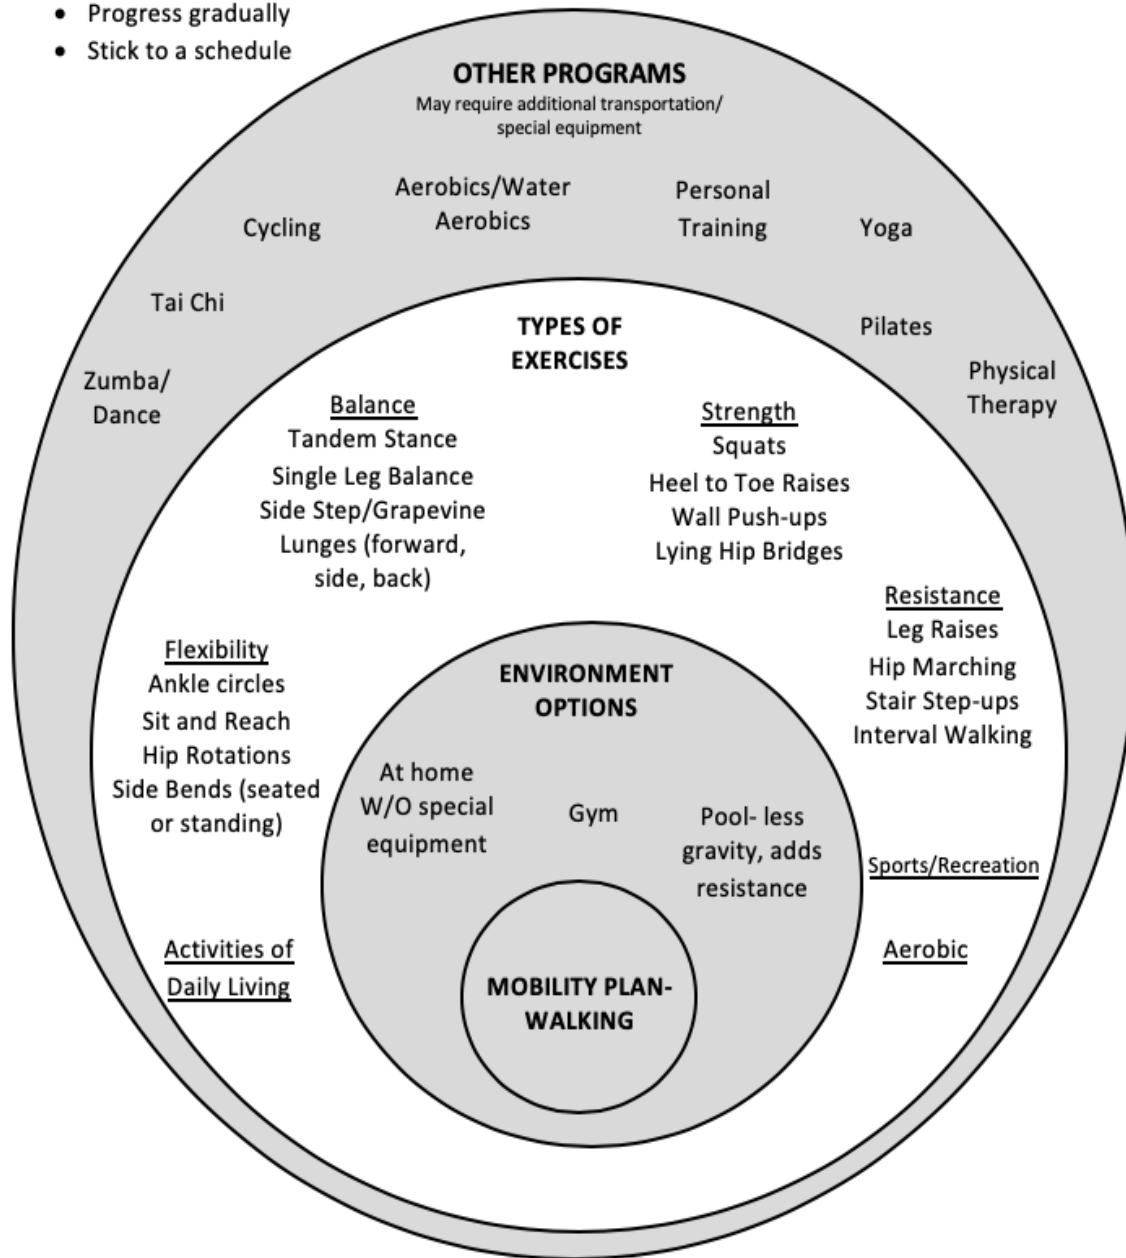 • Progress gradually
• Stick to a schedule
OTHER PROGRAMS
May require additional transportation/
special equipment
Aerobics/Water
Aerobics
Personal
Training
Cycling
Yoga
Tai Chi
Pilates
Zumba/
Dance
Physical
Therapy
TYPES OF
EXERCISES
Balance
Tandem Stance
Single Leg Balance
Side Step/Grapevine
Lunges (forward,
side, back)
Strength
Squats
Heel to Toe Raises
Wall Push-ups
Lying Hip Bridges
Resistance
Leg Raises
Hip Marching
Stair Step-ups
Interval Walking
Flexibility
Ankle circles
Sit and Reach
Hip Rotations
Side Bends (seated
or standing)
Sports/Recreation
Aerobic
Activities of
Daily Living
ENVIRONMENT
OPTIONS
At home
W/O special
equipment
Gym
Pool- less
gravity, adds
resistance
MOBILITY PLAN-
WALKING